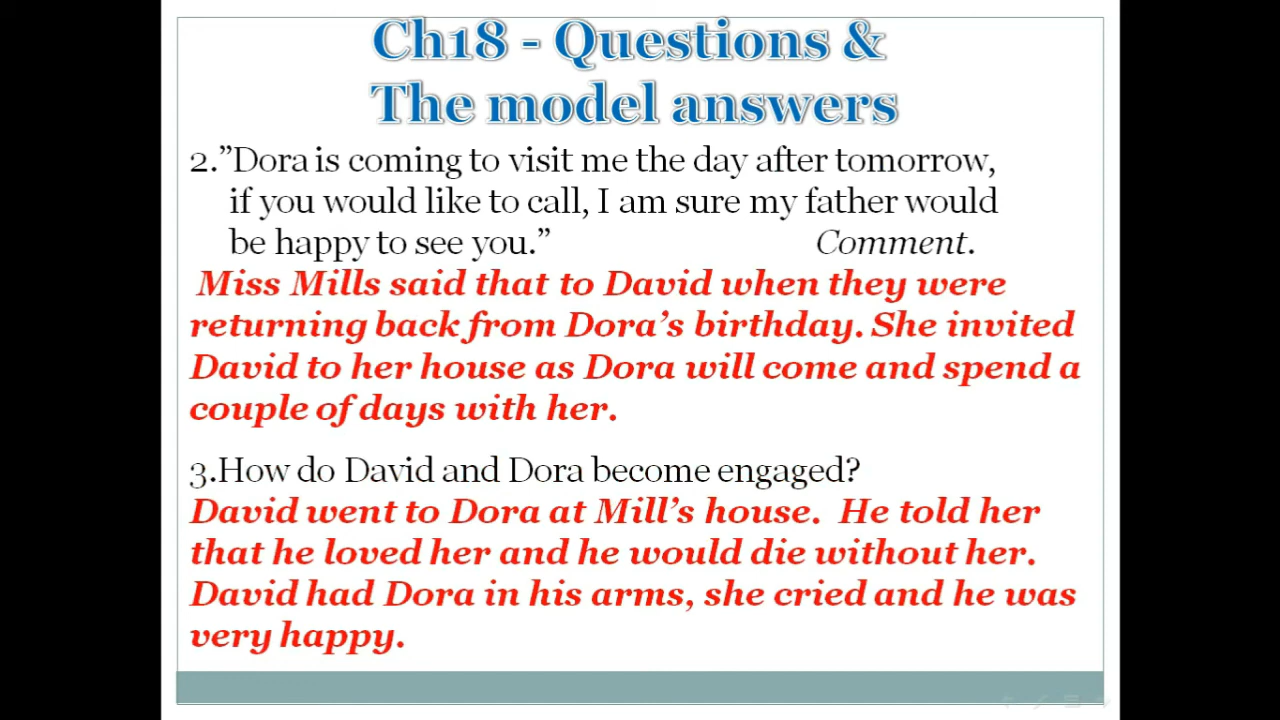 Ch18 - Questions &
The model answers
2.”Dora is coming to visit me the day after tomorrow,
if you would like to call, I am sure my father would
be happy to see you.” Comment.
Miss Mills said that to David when they were
returning back from Dora’s birthday. She invited
David to her house as Dora will come and spend a
couple of days with her.
3.How do David and Dora become engaged?
David went to Dora at Mill’s house.  He told her
that he loved her and he would die without her.
David had Dora in his arms, she cried and he was
very happy.